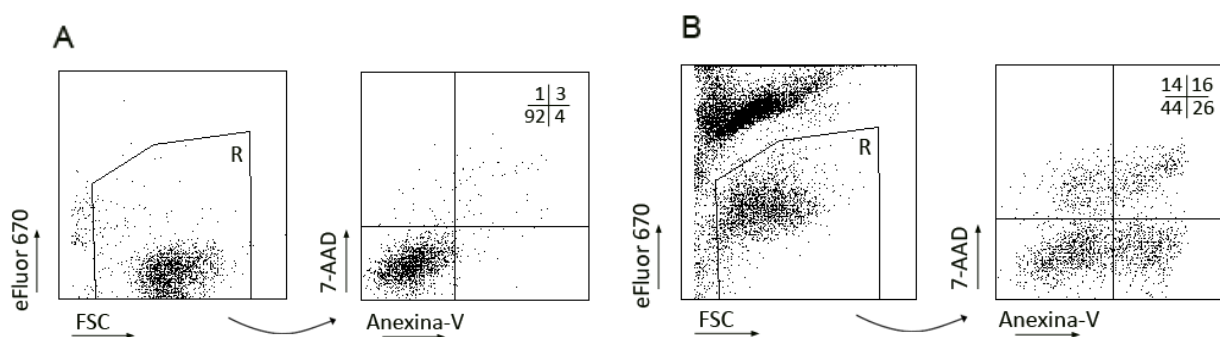 A
eFluor 670
R
FSC
7-AAD
1 3
92 4
Anexina-V
B
eFluor 670
R
FSC
7-AAD
14 16
44 26
Anexina-V